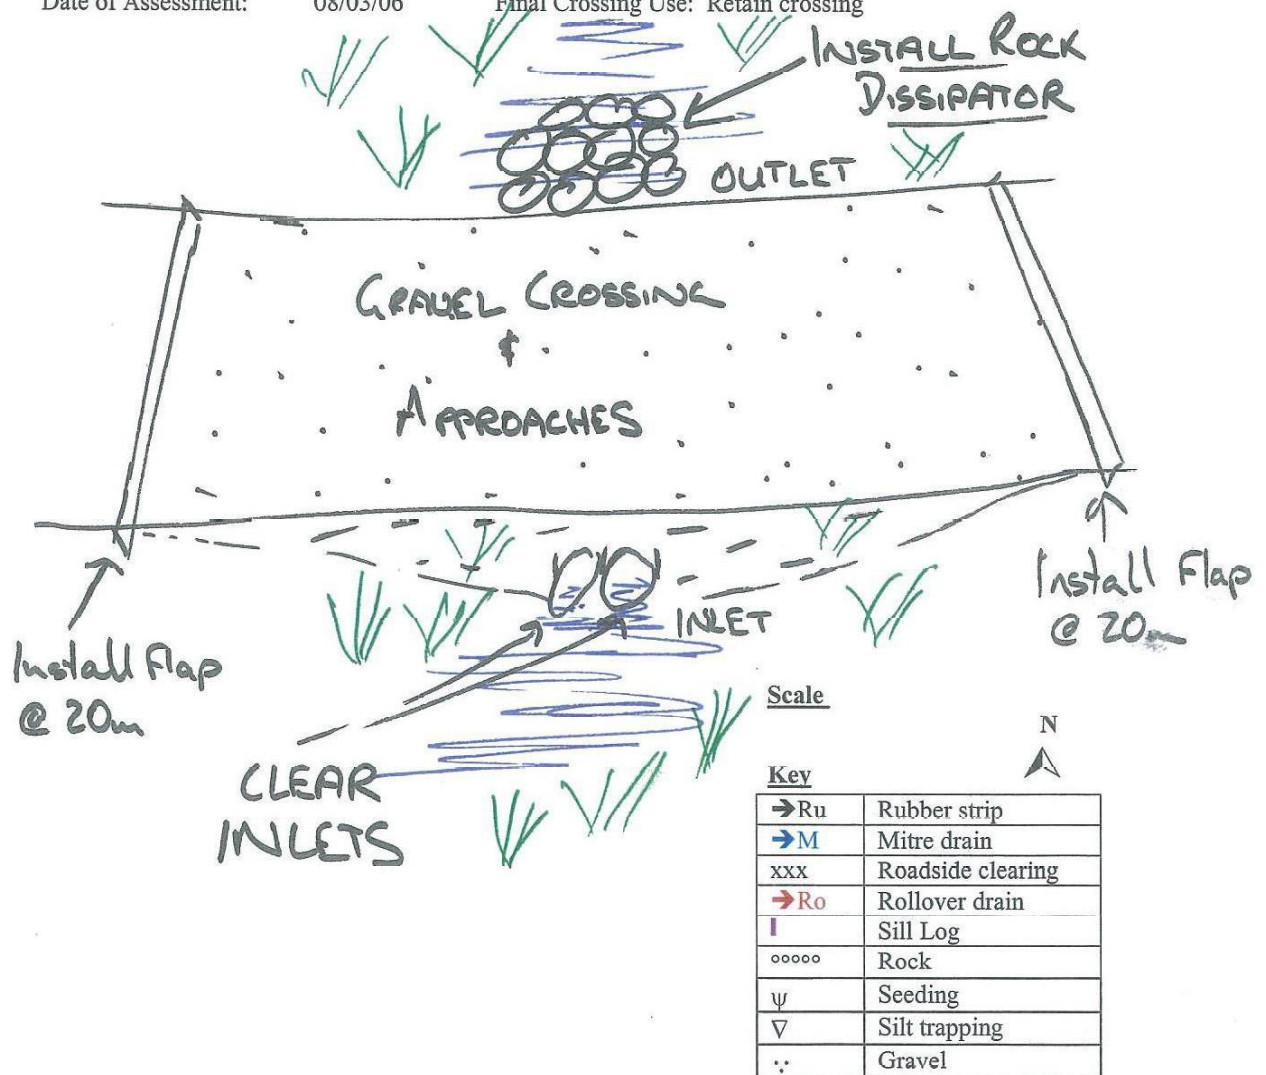 Date of Assessment: 08/03/06 Final Crossing Use: Retain crossing
INSTALL ROCK
DISSIPATOR
OUTLET
GRAVEL CROSSING
&
APPROACHES
INLET
Install Flap
@ 20m
Install Flap
@ 20m
CLEAR
INLETS
Scale
N
Key
➔Ru Rubber strip
➔M Mitre drain
xxx Roadside clearing
➔Ro Rollover drain
I Sill Log
ooooo Rock
ψ Seeding
∇ Silt trapping
∵ Gravel